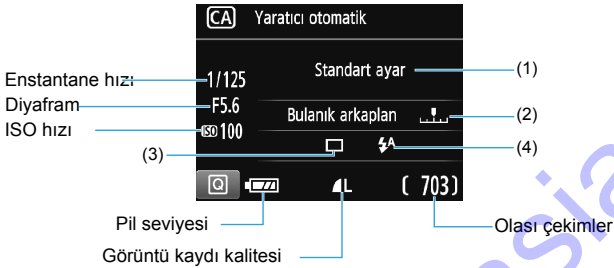 CA Yaratıcı otomatik
Enstantane hızı 1/125 Standart ayar (1)
Diyafram F5.6 Bulanık arkaplan (2)
ISO hızı ISO 100
(3) A (4)
Q L ( 703)
Pil seviyesi Olası çekimler
Görüntü kaydı kalitesi